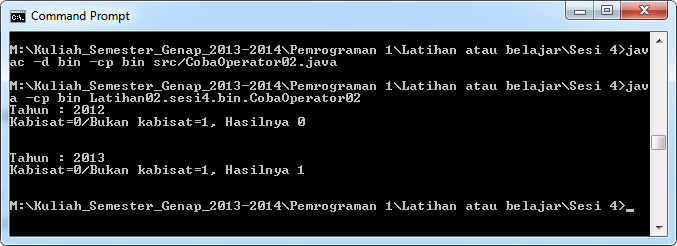 Command Prompt
M:\Kuliah_Semester_Genap_2013-2014\Pemrograman 1\Latihan atau belajar\Sesi 4>jav
ac -d bin -cp bin src/CobaOperator02.java
M:\Kuliah_Semester_Genap_2013-2014\Pemrograman 1\Latihan atau belajar\Sesi 4>jav
a -cp bin Latihan02.sesi4.bin.CobaOperator02
Tahun : 2012
Kabisat=0/Bukan kabisat=1, Hasilnya 0
Tahun : 2013
Kabisat=0/Bukan kabisat=1, Hasilnya 1
M:\Kuliah_Semester_Genap_2013-2014\Pemrograman 1\Latihan atau belajar\Sesi 4>_